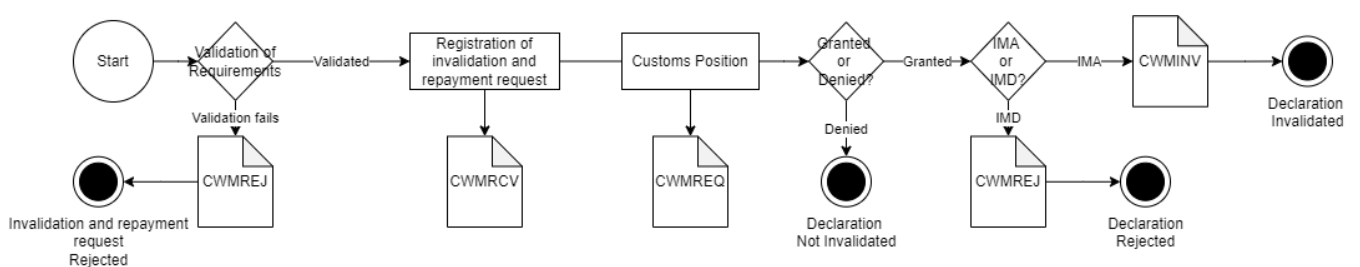 Start
Validation of
Requirements
Validated
Registration of
invalidation and
repayment request
Customs Position
Granted
or
Denied?
Granted
IMA
or
IMD?
IMA
CWMINV
Declaration
Invalidated
Validation fails
CWMREJ
Invalidation and repayment
request
Rejected
CWMRCV
CWMREQ
Denied
Declaration
Not Invalidated
IMD
CWMREJ
Declaration
Rejected